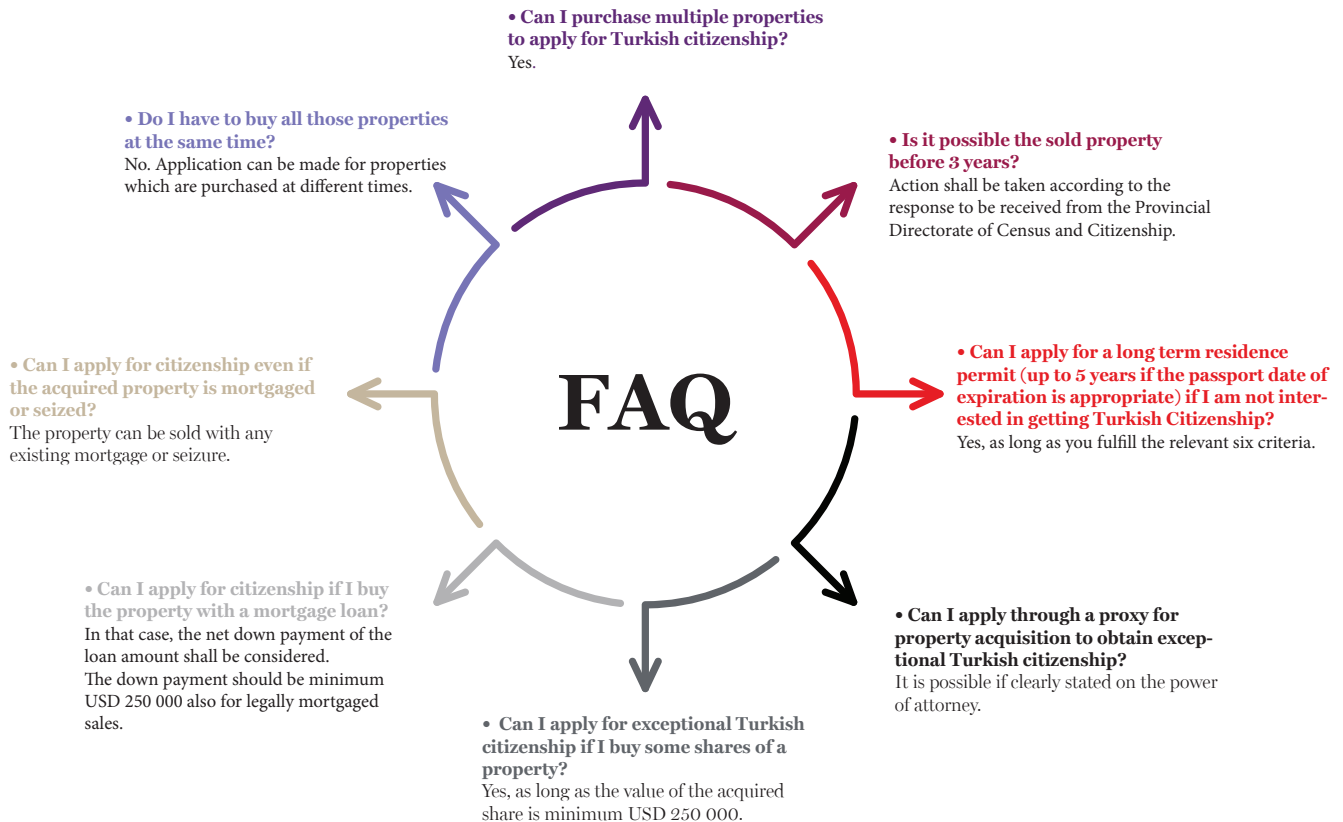 • Can I purchase multiple properties
to apply for Turkish citizenship?
Yes.
• Is it possible the sold property
before 3 years?
Action shall be taken according to the
response to be received from the Provincial
Directorate of Census and Citizenship.
• Can I apply for a long term residence
permit (up to 5 years if the passport date of
expiration is appropriate) if I am not inter-
ested in getting Turkish Citizenship?
Yes, as long as you fulfill the relevant six criteria.
• Can I apply through a proxy for
property acquisition to obtain excep-
tional Turkish citizenship?
It is possible if clearly stated on the power
of attorney.
• Can I apply for exceptional Turkish
citizenship if I buy some shares of a
property?
Yes, as long as the value of the acquired
share is minimum USD 250 000.
• Can I apply for citizenship if I buy
the property with a mortgage loan?
In that case, the net down payment of the
loan amount shall be considered.
The down payment should be minimum
USD 250 000 also for legally mortgaged
sales.
• Can I apply for citizenship even if
the acquired property is mortgaged
or seized?
The property can be sold with any
existing mortgage or seizure.
• Do I have to buy all those properties
at the same time?
No. Application can be made for properties
which are purchased at different times.
FAQ